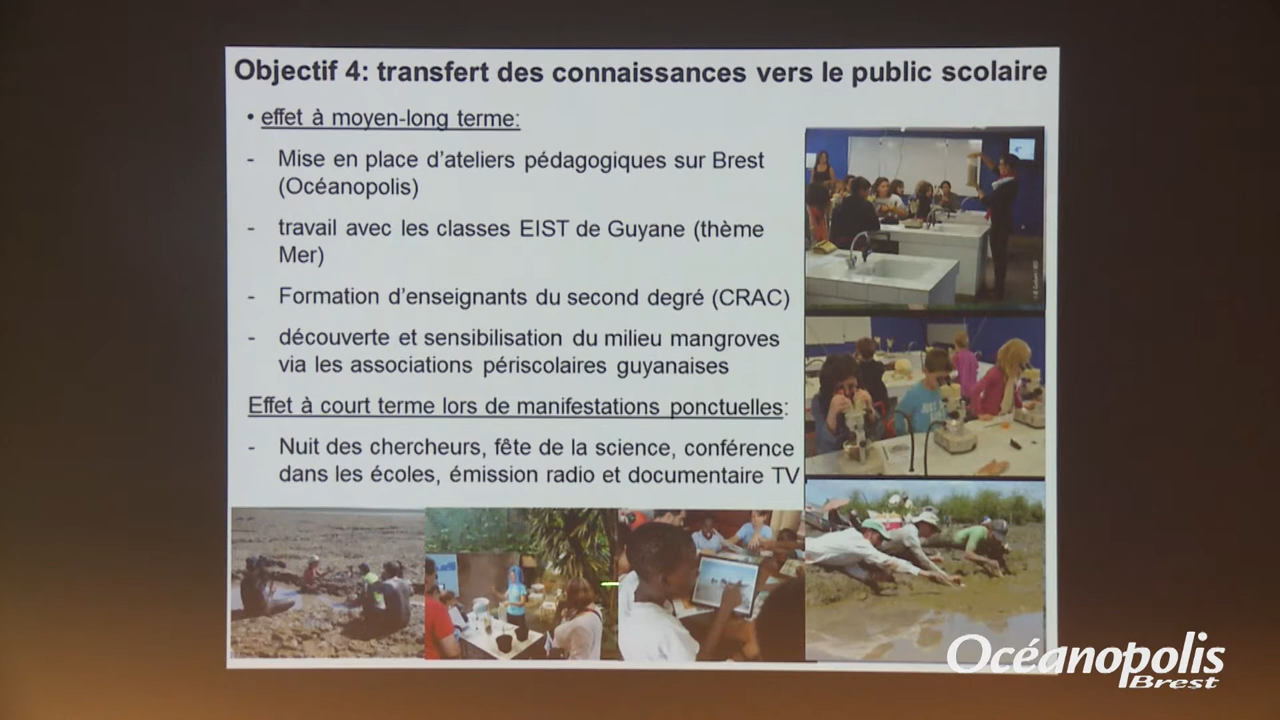 Objectif 4: transfert des connaissances vers le public scolaire
• effet à moyen-long terme:
- Mise en place d'ateliers pédagogiques sur Brest
(Océanopolis)
- travail avec les classes EIST de Guyane (thème
Mer)
- Formation d'enseignants du second degré (CRAC)
- découverte et sensibilisation du milieu mangroves
via les associations périscolaires guyanaises
Effet à court terme lors de manifestations ponctuelles:
- Nuit des chercheurs, fête de la science, conférence
dans les écoles, émission radio et documentaire TV
Océanopolis
Brest